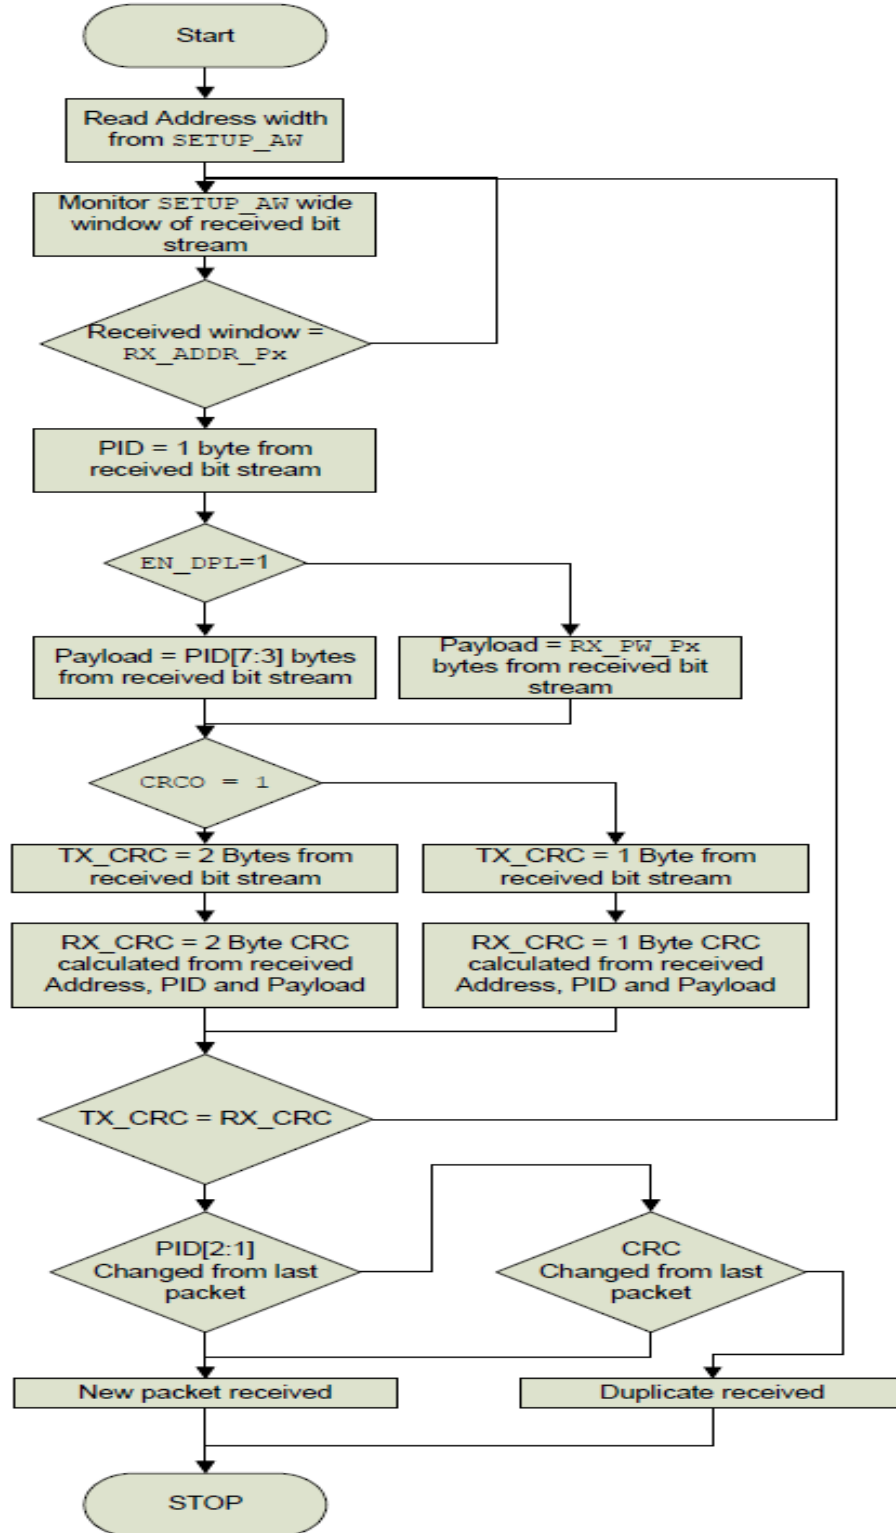 Start
Read Address width
from SETUP_AW
Monitor SETUP_AW wide
window of received bit
stream
Received window =
RX_ADDR_Px
PID = 1 byte from
received bit stream
EN_DPL=1
Payload = PID[7:3] bytes
from received bit stream
Payload = RX_PW_Px
bytes from received bit
stream
CRCO = 1
TX_CRC = 2 Bytes from
received bit stream
TX_CRC = 1 Byte from
received bit stream
RX_CRC = 2 Byte CRC
calculated from received
Address, PID and Payload
RX_CRC = 1 Byte CRC
calculated from received
Address, PID and Payload
TX_CRC = RX_CRC
PID[2:1]
Changed from last
packet
CRC
Changed from last
packet
New packet received
Duplicate received
STOP